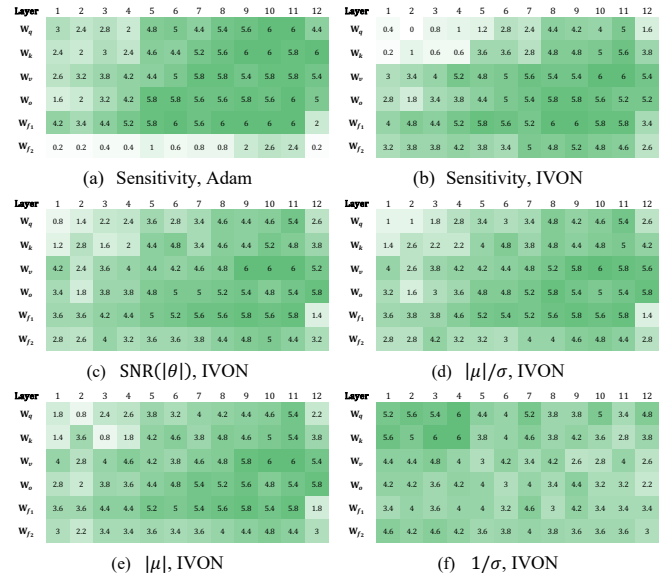 Layer 1 2 3 4 5 6 7 8 9 10 11 12
W_q 3 2.4 2.8 2 4.8 5 4.4 5.4 5.6 6 6 4.4
W_k 2.4 2 3 2.4 4.6 4.4 5.2 5.6 6 6 5.8 6
W_v 2.6 3.2 3.8 4.2 4.4 5 5.8 5.8 5.4 5.8 5.8 5.4
W_o 1.6 2 3.2 4.2 5.8 5.8 5.6 5.6 5.8 6 6 5
W_f1 4.2 3.4 4.4 5.2 5.8 6 5.6 6 6 6 6 2
W_f2 0.2 0.2 0.4 0.4 1 0.6 0.8 0.8 2 2.6 2.4 0.2
(a) Sensitivity, Adam
Layer 1 2 3 4 5 6 7 8 9 10 11 12
W_q 0.4 0 0.8 1 1.2 2.8 2.4 4.4 4.2 4 5 1.6
W_k 0.2 1 0.6 0.6 3.6 3.6 2.8 4.8 4.8 5 5.6 3.8
W_v 3 3.4 4 5.2 4.8 5 5.6 5.4 5.4 6 6 5.4
W_o 2.8 1.8 3.4 3.8 4.4 5 5.4 5.8 5.8 5.6 5.2 5.2
W_f1 4 4.8 4.4 5.2 5.8 5.6 5.2 6 6 5.8 5.8 3.4
W_f2 3.2 3.8 3.8 4.2 3.8 3.4 5 4.8 5.2 4.8 4.6 2.6
(b) Sensitivity, IVON
Layer 1 2 3 4 5 6 7 8 9 10 11 12
W_q 0.8 1.4 2.2 2.4 3.6 2.8 3.4 4.6 4.4 4.6 5.4 2.6
W_k 1.2 2.8 1.6 2 4.4 4.8 3.4 4.6 4.4 5.2 4.8 3.8
W_v 4.2 2.4 3.6 4 4.4 4.2 4.6 4.8 6 6 6 5.2
W_o 3.4 1.8 3.8 3.8 4.8 5 5 5.2 5.4 4.8 5.4 5.8
W_f1 3.6 3.6 4.2 4.4 5 5.2 5.6 5.8 5.6 5.8 5.8 1.4
W_f2 2.8 2.6 4 3.2 3.6 3.6 3.8 4.4 4.8 5 4.4 3.2
(c) SNR(|θ|), IVON
Layer 1 2 3 4 5 6 7 8 9 10 11 12
W_q 1 1 1.8 2.8 3.4 3 3.4 4.8 4.2 4.6 5.4 2.6
W_k 1.4 2.6 2.2 2.2 4 4.8 3.8 4.8 4.4 4.8 5 4.2
W_v 4 2.6 3.8 4.2 4.4 4.4 4.8 5.2 5.8 6 5.8 5.6
W_o 3.2 1.6 3 3.6 4.8 4.8 5.2 5.8 5.4 5 5.4 5.8
W_f1 3.6 3.8 3.8 4.6 5.2 5.4 5.2 5.6 5.8 5.8 5.4 1.4
W_f2 2.8 2.8 4.2 3.2 3.2 3 4 4 4.6 4.8 4.4 2.8
(d) |μ|/σ, IVON
Layer 1 2 3 4 5 6 7 8 9 10 11 12
W_q 1.8 0.8 2.4 2.6 3.8 3.2 4 4.2 4.4 4.6 5.4 2.2
W_k 1.4 3.6 0.8 1.8 4.2 4.6 3.8 4.6 4.6 5 5.4 3.8
W_v 4 2.8 4 4.6 4.2 3.8 4.6 4.8 5.8 6 6 5.4
W_o 2.8 2 3.8 3.6 4.4 4.8 5.4 5.2 5.6 4.8 5.4 5.8
W_f1 3.6 3.6 4.4 4.4 5.2 5 5.4 5.6 5.8 5.4 5.8 1.8
W_f2 3 2.2 3.4 3.4 3.6 3.4 3.6 4 4.4 4.8 4.4 3
(e) |μ|, IVON
Layer 1 2 3 4 5 6 7 8 9 10 11 12
W_q 5.2 5.6 5.4 6 4.4 4 5.2 3.8 3.8 5 3.4 4.8
W_k 5.6 5 6 6 3.8 4 4.6 3.8 4.2 3.6 2.8 3.8
W_v 4.4 4.4 4.8 4 3 4.2 3.4 4.2 2.6 2.8 4 2.6
W_o 4.2 4.2 3.6 4.2 4 3.4 4.2 4.4 3.4 3.2 3.2 2.2
W_f1 3.4 4 3.6 4 3.4 3.2 4.6 3 4.2 3.4 3.4 3.4
W_f2 4.6 4.2 4.6 4.2 3.8 4 3.8 4.2 3.6 3.6 3.6 3
(f) 1/σ, IVON